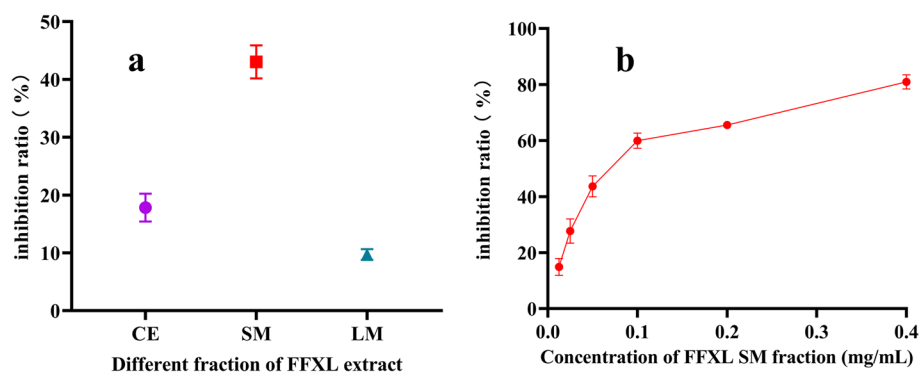 a
inhibition ratio ( %)
50
40
30
20
10
0
CE SM LM
Different fraction of FFXL extract
b
inhibition ratio ( %)
100
80
60
40
20
0
0.0 0.1 0.2 0.3 0.4
Concentration of FFXL SM fraction (mg/mL)